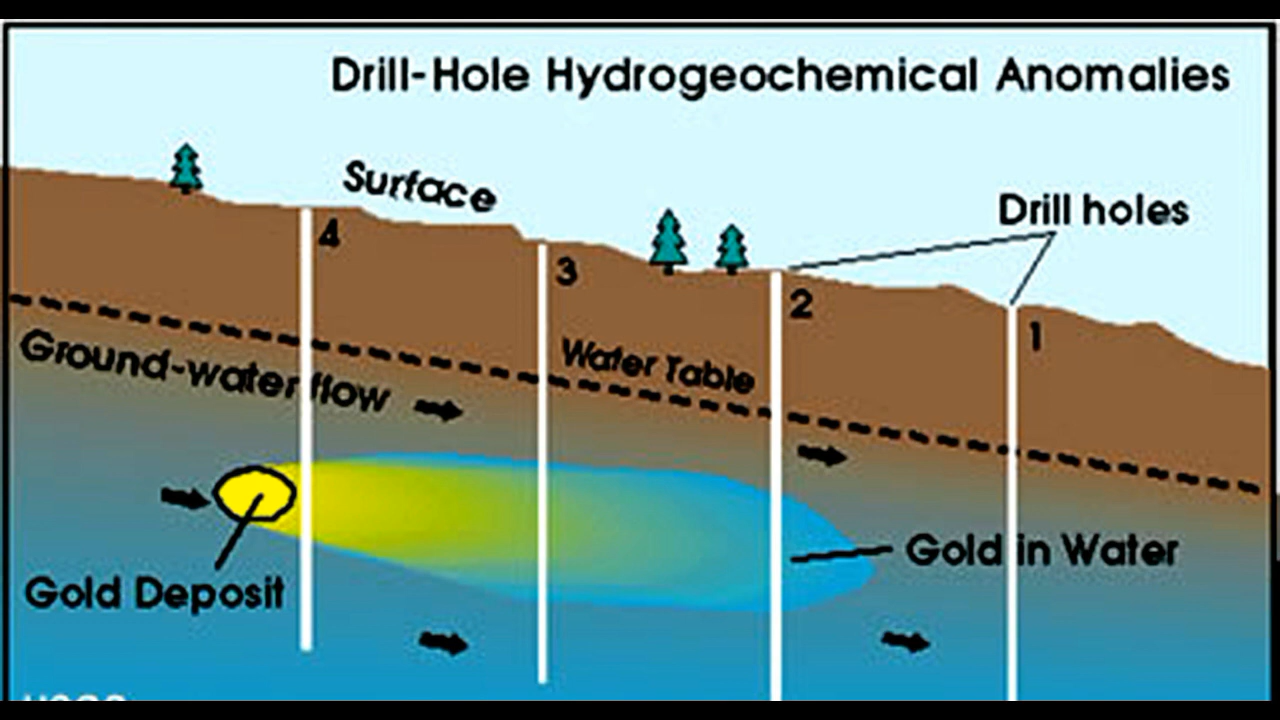 Drill-Hole Hydrogeochemical Anomalies
Surface
Drill holes
4
3
2
1
Water Table
Ground-water flow
Gold in Water
Gold Deposit